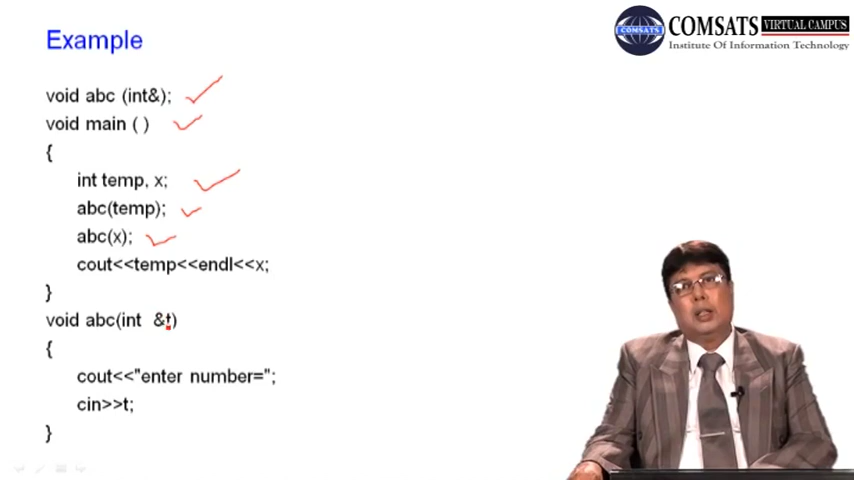 Example
COMSATS VIRTUAL CAMPUS
Institute Of Information Technology
COMSATS
void abc (int&);
void main ( )
{
int temp, x;
abc(temp);
abc(x);
cout<<temp<<endl<<x;
}
void abc(int &t)
{
cout<<"enter number=";
cin>>t;
}